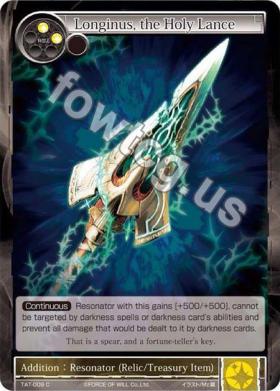 Longinus, the Holy Lance
fowtcg.us
Continuous Resonator with this gains [+500/+500], cannot
be targeted by darkness spells or darkness card's abilities and
prevent all damage that would be dealt to it by darkness cards.
That is a spear, and a fortune-teller's key.
Addition : Resonator (Relic/Treasury Item)
TAT-009 C ©FORCE OF WILL Co.,Ltd.